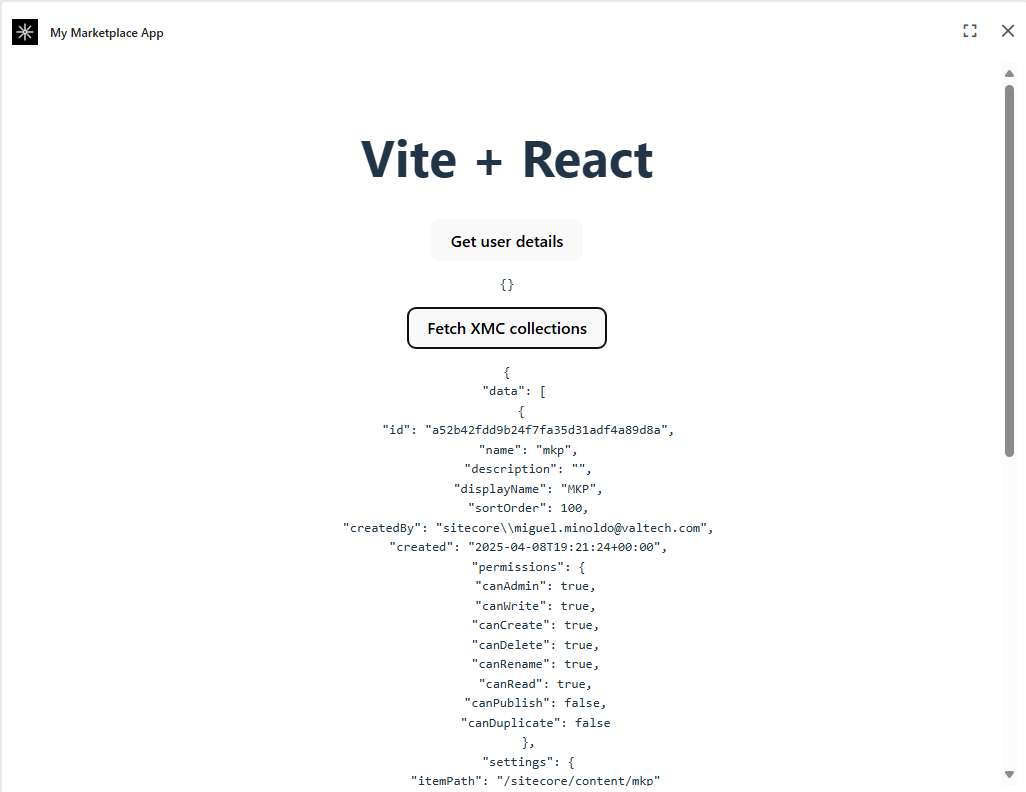 My Marketplace App
Vite + React
Get user details
{}
Fetch XMC collections
{
"data": [
{
"id": "a52b42fdd9b24f7fa35d31adf4a89d8a",
"name": "mkp",
"description": "",
"displayName": "MKP",
"sortOrder": 100,
"createdBy": "sitecore\\miguel.minoldo@valtech.com",
"created": "2025-04-08T19:21:24+00:00",
"permissions": {
"canAdmin": true,
"canWrite": true,
"canCreate": true,
"canDelete": true,
"canRename": true,
"canRead": true,
"canPublish": false,
"canDuplicate": false
},
"settings": {
"itemPath": "/sitecore/content/mkp"